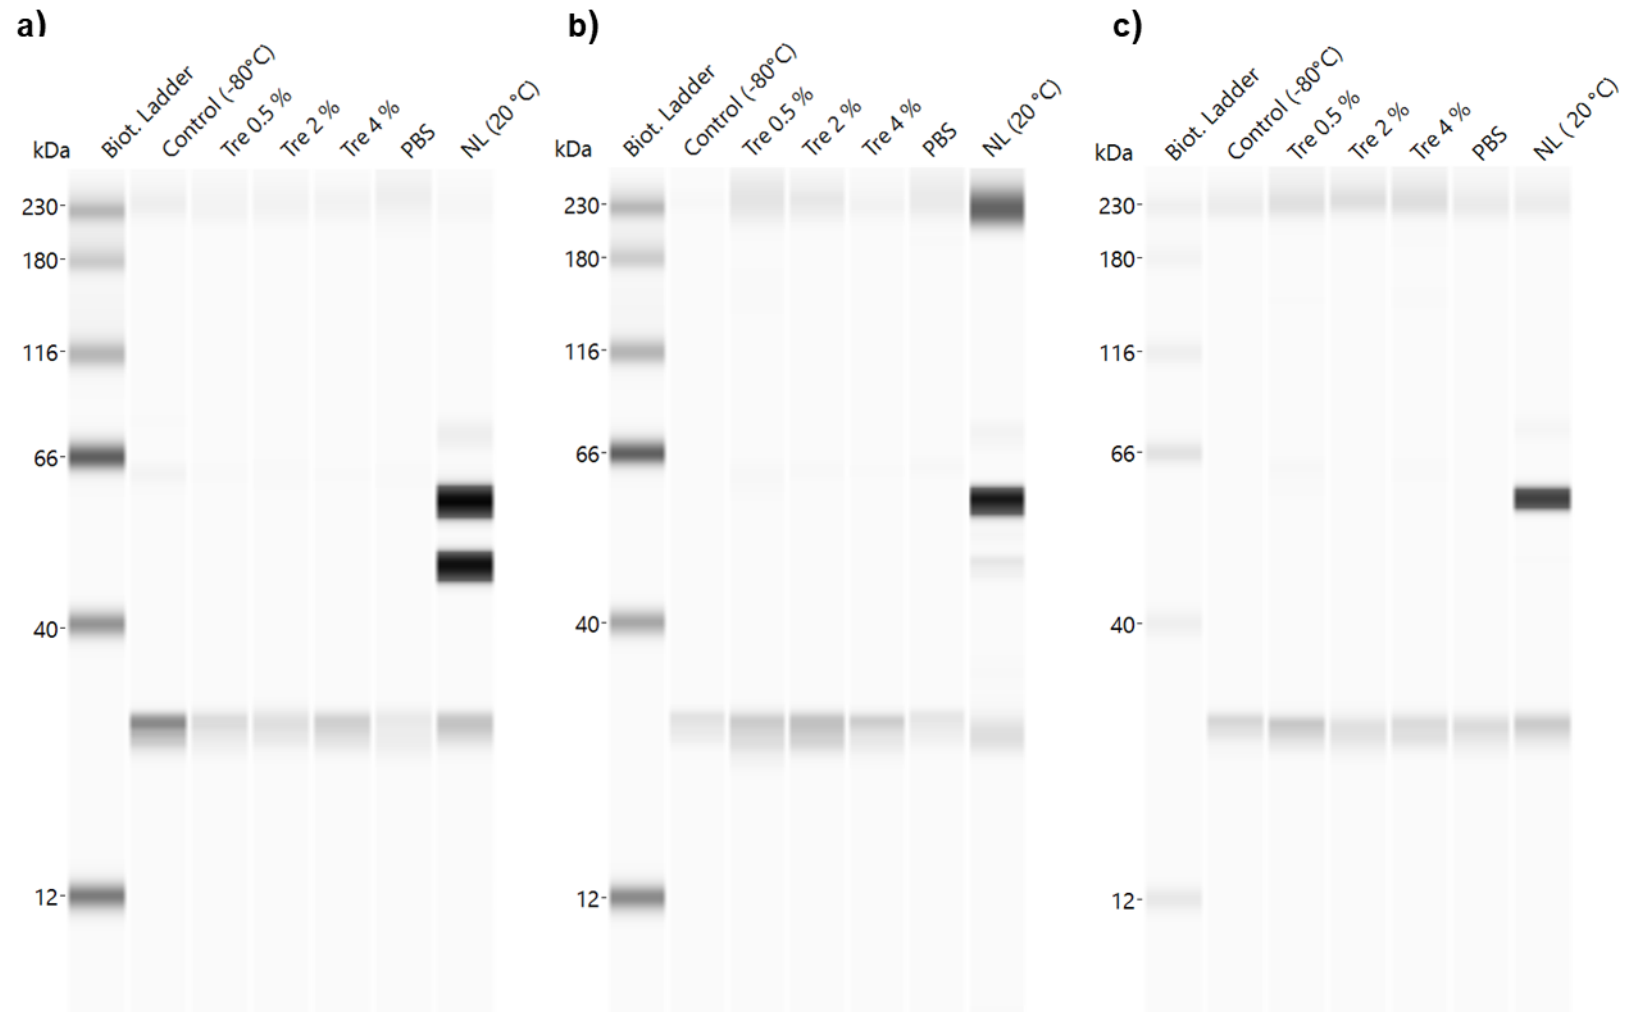 a)
Biot. Ladder
Control (-80°C)
Tre 0.5 %
Tre 2 %
Tre 4 %
PBS
NL (20 °C)
kDa
230-
180-
116-
66-
40-
12-
b)
Biot. Ladder
Control (-80°C)
Tre 0.5 %
Tre 2 %
Tre 4 %
PBS
NL (20 °C)
kDa
230-
180-
116-
66-
40-
12-
c)
Biot. Ladder
Control (-80°C)
Tre 0.5 %
Tre 2 %
Tre 4 %
PBS
NL ( 20 °C)
kDa
230-
180-
116-
66-
40-
12-